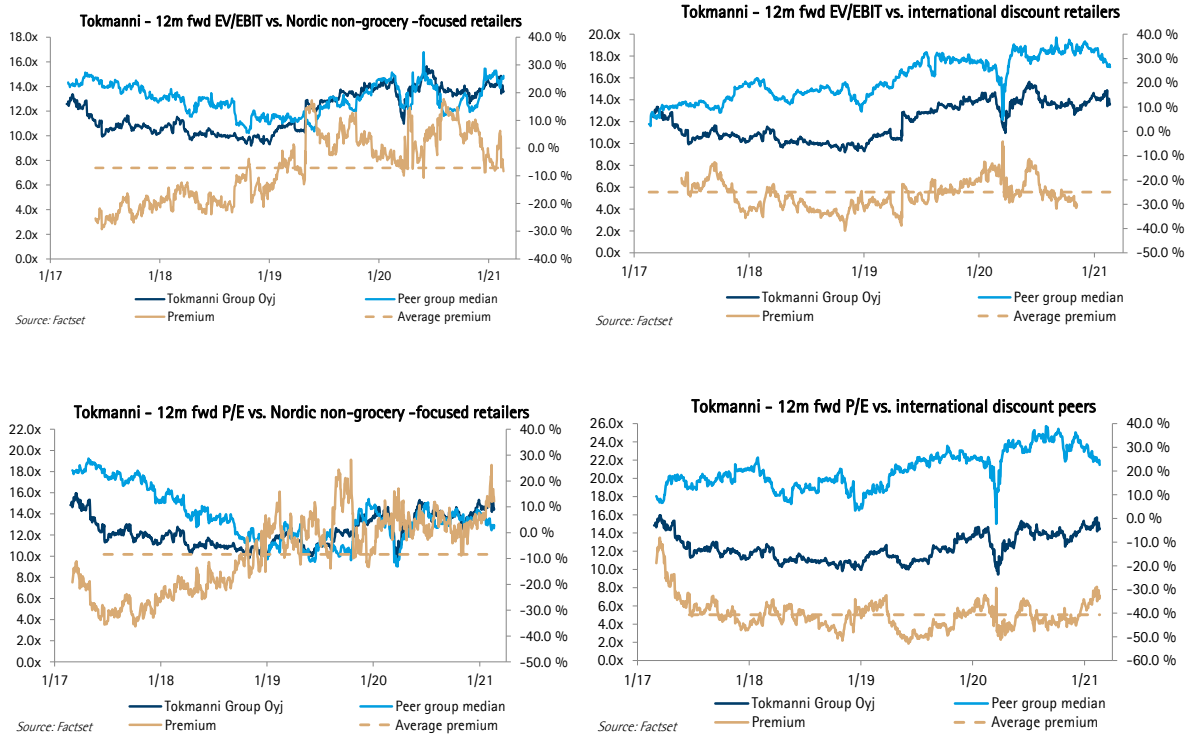 Tokmanni - 12m fwd EV/EBIT vs. Nordic non-grocery -focused retailers
18.0x
16.0x
14.0x
12.0x
10.0x
8.0x
6.0x
4.0x
2.0x
0.0x
40.0 %
30.0 %
20.0 %
10.0 %
0.0 %
-10.0 %
-20.0 %
-30.0 %
-40.0 %
1/17 1/18 1/19 1/20 1/21
Tokmanni Group Oyj Peer group median
Premium Average premium
Source: Factset
Tokmanni - 12m fwd EV/EBIT vs. international discount retailers
20.0x
18.0x
16.0x
14.0x
12.0x
10.0x
8.0x
6.0x
4.0x
2.0x
0.0x
40.0 %
30.0 %
20.0 %
10.0 %
0.0 %
-10.0 %
-20.0 %
-30.0 %
-40.0 %
-50.0 %
1/17 1/18 1/19 1/20 1/21
Tokmanni Group Oyj Peer group median
Premium Average premium
Source: Factset
Tokmanni - 12m fwd P/E vs. Nordic non-grocery -focused retailers
22.0x
20.0x
18.0x
16.0x
14.0x
12.0x
10.0x
8.0x
6.0x
4.0x
2.0x
0.0x
40.0 %
30.0 %
20.0 %
10.0 %
0.0 %
-10.0 %
-20.0 %
-30.0 %
-40.0 %
-50.0 %
1/17 1/18 1/19 1/20 1/21
Tokmanni Group Oyj Peer group median
Premium Average premium
Source: Factset
Tokmanni - 12m fwd P/E vs. international discount peers
26.0x
24.0x
22.0x
20.0x
18.0x
16.0x
14.0x
12.0x
10.0x
8.0x
6.0x
4.0x
2.0x
0.0x
40.0 %
30.0 %
20.0 %
10.0 %
0.0 %
-10.0 %
-20.0 %
-30.0 %
-40.0 %
-50.0 %
-60.0 %
1/17 1/18 1/19 1/20 1/21
Tokmanni Group Oyj Peer group median
Premium Average premium
Source: Factset